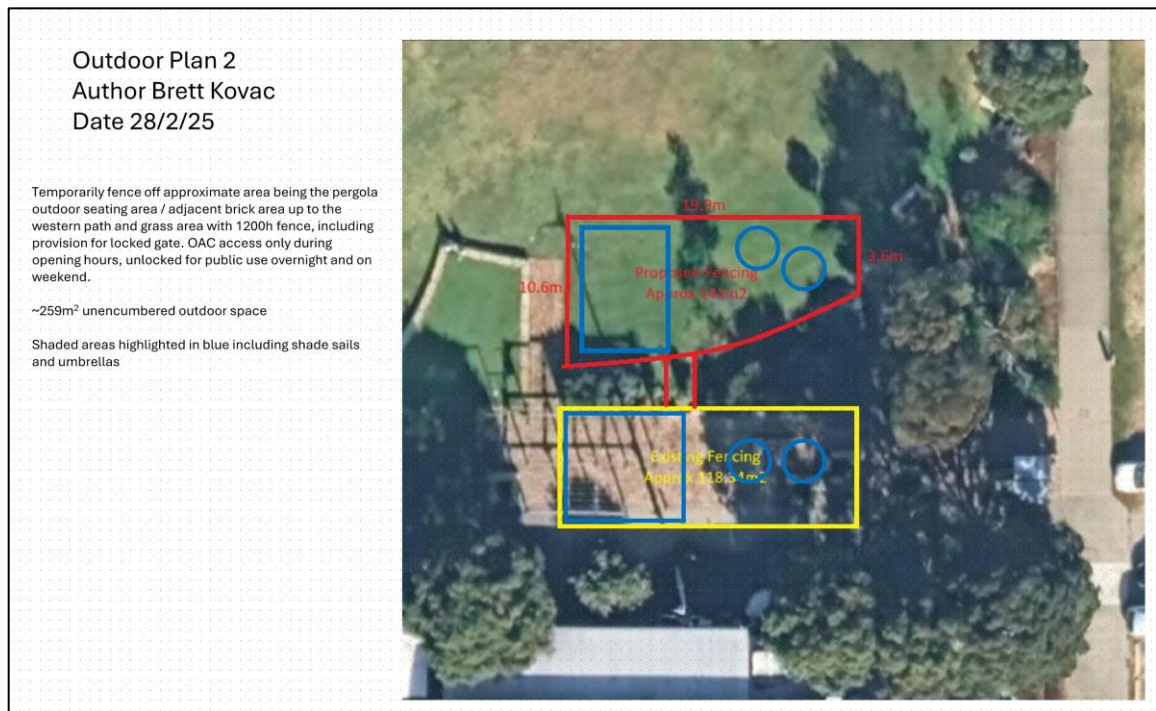 Outdoor Plan 2
Author Brett Kovac
Date 28/2/25
Temporarily fence off approximate area being the pergola
outdoor seating area / adjacent brick area up to the
western path and grass area with 1200h fence, including
provision for locked gate. OAC access only during
opening hours, unlocked for public use overnight and on
weekend.
~259m² unencumbered outdoor space
Shaded areas highlighted in blue including shade sails
and umbrellas
19.9m
3.6m
10.6m
Proposed Fencing
Approx 141m2
Existing Fencing
Approx 118.54m2